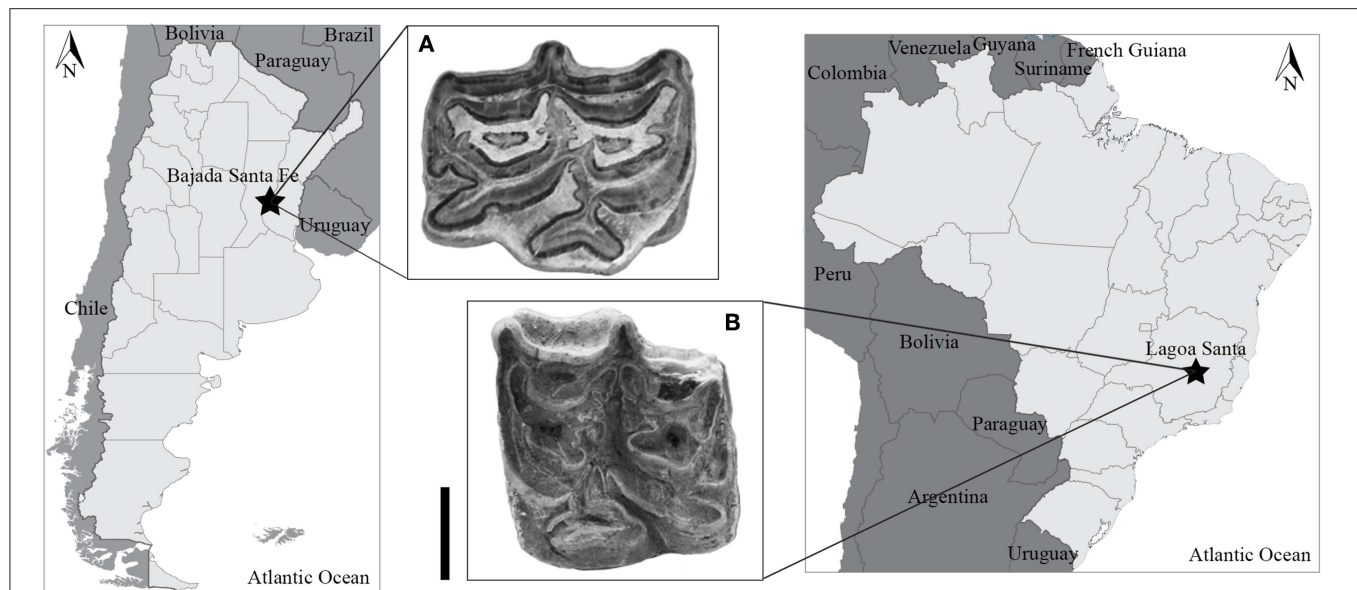 N
Bolivia
Brazil
Paraguay
Bajada Santa Fe
Uruguay
Chile
Atlantic Ocean
A
B
Venezuela
Guyana
French Guiana
Suriname
Colombia
N
Peru
Bolivia
Lagoa Santa
Paraguay
Argentina
Uruguay
Atlantic Ocean